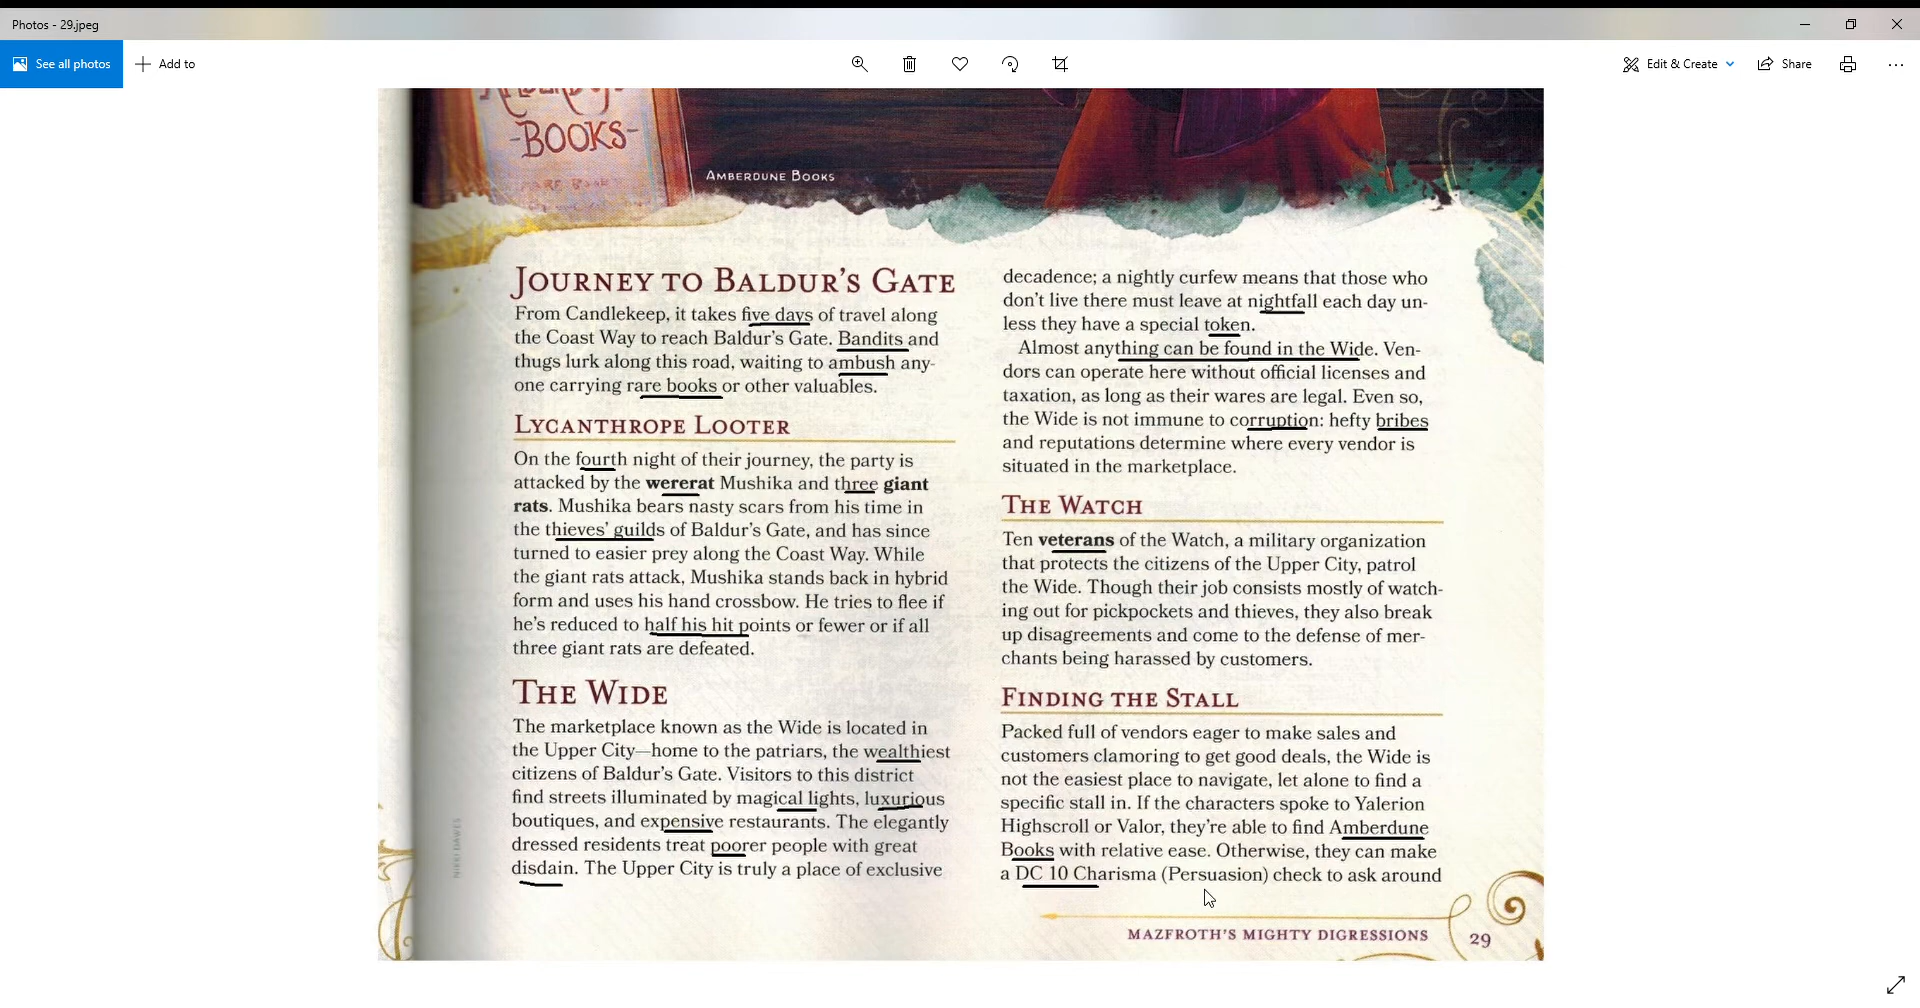 Photos - 29.jpeg
See all photos
Add to
Edit & Create
Share
-BOOKS-
RARE BOOKS
AMBERDUNE BOOKS
JOURNEY TO BALDUR'S GATE
From Candlekeep, it takes five days of travel along
the Coast Way to reach Baldur's Gate. Bandits and
thugs lurk along this road, waiting to ambush any-
one carrying rare books or other valuables.
LYCANTHROPE LOOTER
On the fourth night of their journey, the party is
attacked by the wererat Mushika and three giant
rats. Mushika bears nasty scars from his time in
the thieves' guilds of Baldur's Gate, and has since
turned to easier prey along the Coast Way. While
the giant rats attack, Mushika stands back in hybrid
form and uses his hand crossbow. He tries to flee if
he's reduced to half his hit points or fewer or if all
three giant rats are defeated.
THE WIDE
The marketplace known as the Wide is located in
the Upper City—home to the patriars, the wealthiest
citizens of Baldur's Gate. Visitors to this district
find streets illuminated by magical lights, luxurious
boutiques, and expensive restaurants. The elegantly
dressed residents treat poorer people with great
disdain. The Upper City is truly a place of exclusive
decadence; a nightly curfew means that those who
don't live there must leave at nightfall each day un-
less they have a special token.
Almost anything can be found in the Wide. Ven-
dors can operate here without official licenses and
taxation, as long as their wares are legal. Even so,
the Wide is not immune to corruption: hefty bribes
and reputations determine where every vendor is
situated in the marketplace.
THE WATCH
Ten veterans of the Watch, a military organization
that protects the citizens of the Upper City, patrol
the Wide. Though their job consists mostly of watch-
ing out for pickpockets and thieves, they also break
up disagreements and come to the defense of mer-
chants being harassed by customers.
FINDING THE STALL
Packed full of vendors eager to make sales and
customers clamoring to get good deals, the Wide is
not the easiest place to navigate, let alone to find a
specific stall in. If the characters spoke to Yalerion
Highscroll or Valor, they're able to find Amberdune
Books with relative ease. Otherwise, they can make
a DC 10 Charisma (Persuasion) check to ask around
NIKKI DAWES
MAZFROTH'S MIGHTY DIGRESSIONS
29